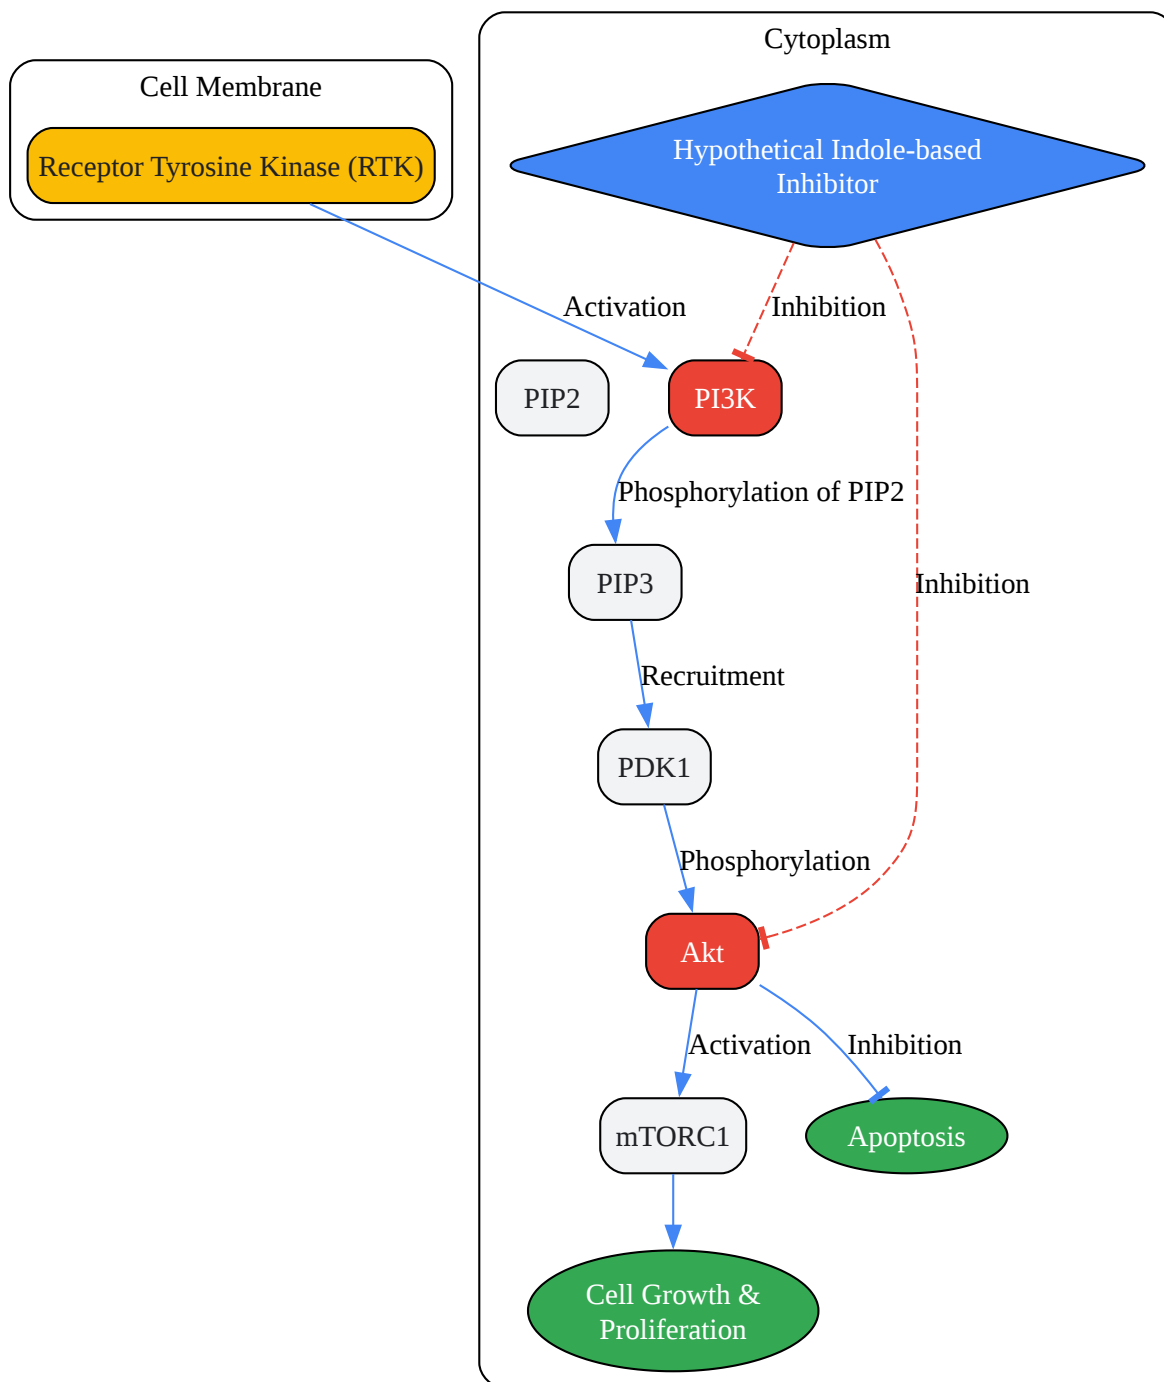 Cytoplasm
Cell Membrane
Receptor Tyrosine Kinase (RTK)
Hypothetical Indole-based
Inhibitor
Activation
Inhibition
PIP2
PI3K
Phosphorylation of PIP2
PIP3
Inhibition
Recruitment
PDK1
Phosphorylation
Akt
Activation
Inhibition
mTORC1
Apoptosis
Cell Growth &
Proliferation